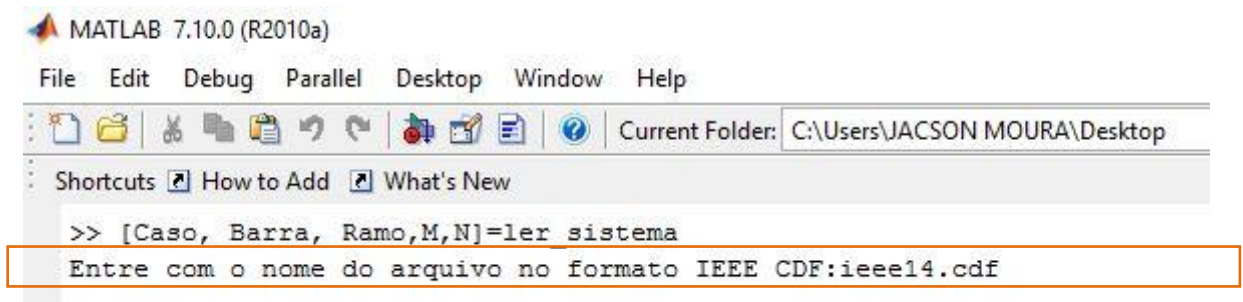 MATLAB 7.10.0 (R2010a)
File Edit Debug Parallel Desktop Window Help
Current Folder: C:\Users\JACSON MOURA\Desktop
Shortcuts How to Add What's New
>> [Caso, Barra, Ramo,M,N]=ler_sistema
Entre com o nome do arquivo no formato IEEE CDF:ieee14.cdf